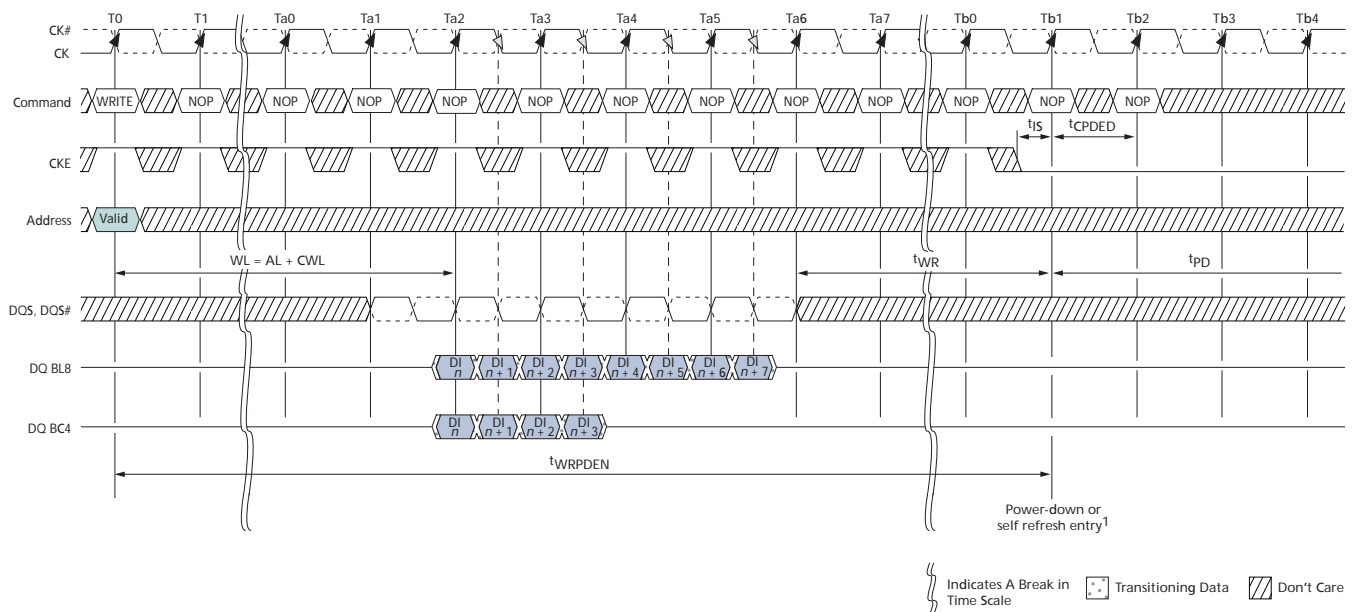 T0 T1 Ta0 Ta1 Ta2 Ta3 Ta4 Ta5 Ta6 Ta7 Tb0 Tb1 Tb2 Tb3 Tb4
CK#
CK
Command WRITE NOP NOP NOP NOP NOP NOP NOP NOP NOP NOP NOP NOP
tIS tCPDED
CKE
Address Valid
WL = AL + CWL tWR tPD
DQS, DQS#
DQ BL8 DI n DI n + 1 DI n + 2 DI n + 3 DI n + 4 DI n + 5 DI n + 6 DI n + 7
DQ BC4 DI n DI n + 1 DI n + 2 DI n + 3
tWRPDEN
Power-down or
self refresh entry1
Indicates A Break in
Time Scale
Transitioning Data
Don't Care